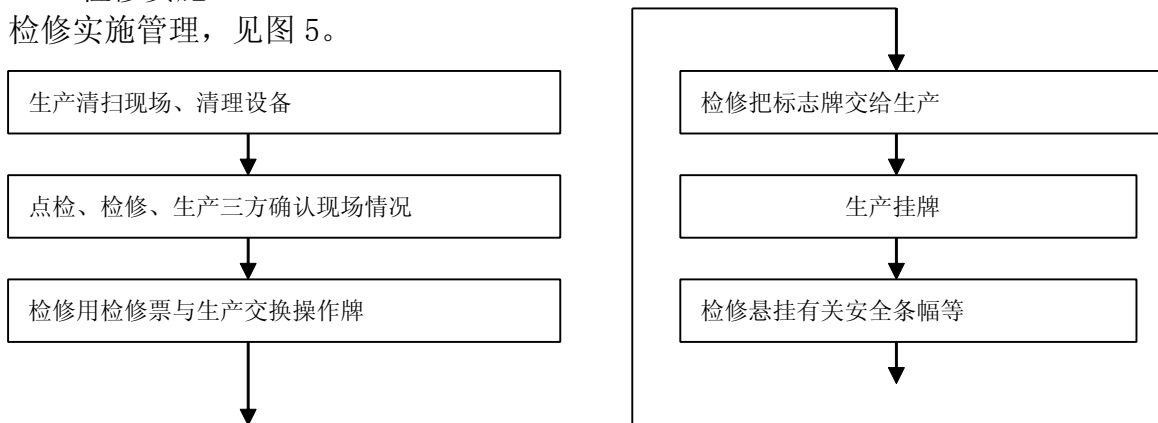 检修实施管理，见图 5。
生产清扫现场、清理设备
点检、检修、生产三方确认现场情况
检修用检修票与生产交换操作牌
检修把标志牌交给生产
生产挂牌
检修悬挂有关安全条幅等